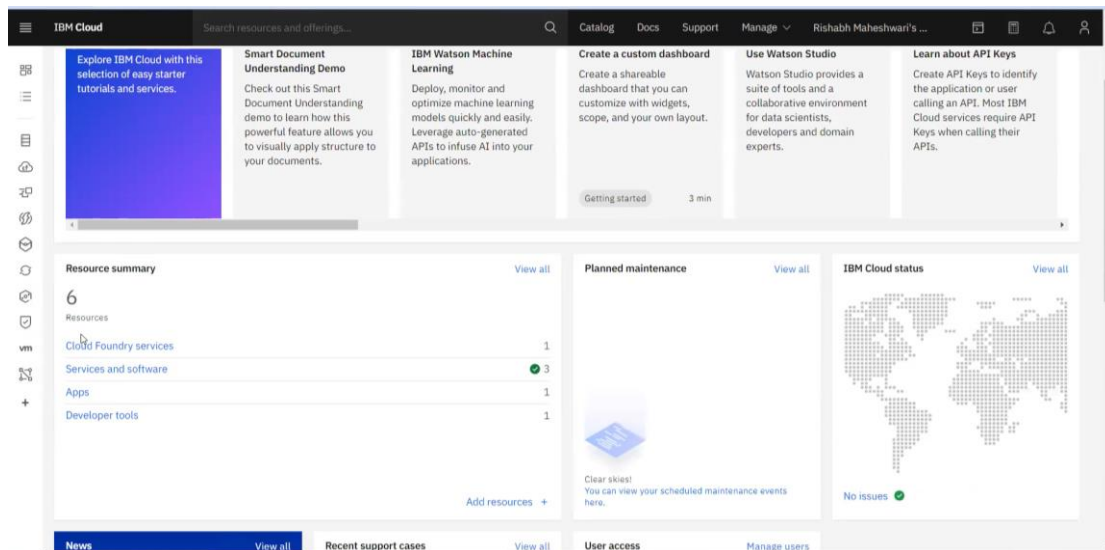 IBM Cloud
Search resources and offerings...
Catalog
Docs
Support
Manage
Rishabh Maheshwari's ...
Explore IBM Cloud with this
selection of easy starter
tutorials and services.
Smart Document
Understanding Demo
Check out this Smart
Document Understanding
demo to learn how this
powerful feature allows you
to visually apply structure to
your documents.
IBM Watson Machine
Learning
Deploy, monitor and
optimize machine learning
models quickly and easily.
Leverage auto-generated
APIs to infuse AI into your
applications.
Create a custom dashboard
Create a shareable
dashboard that you can
customize with widgets,
scope, and your own layout.
Getting started
3 min
Use Watson Studio
Watson Studio provides a
suite of tools and a
collaborative environment
for data scientists,
developers and domain
experts.
Learn about API Keys
Create API Keys to identify
the application or user
calling an API. Most IBM
Cloud services require API
Keys when calling their
APIs.
vm
Resource summary
View all
6
Resources
Cloud Foundry services 1
Services and software 3
Apps 1
Developer tools 1
Add resources +
Planned maintenance
View all
Clear skies!
You can view your scheduled maintenance events
here.
IBM Cloud status
View all
No issues
News
View all
Recent support cases
View all
User access
Manage users